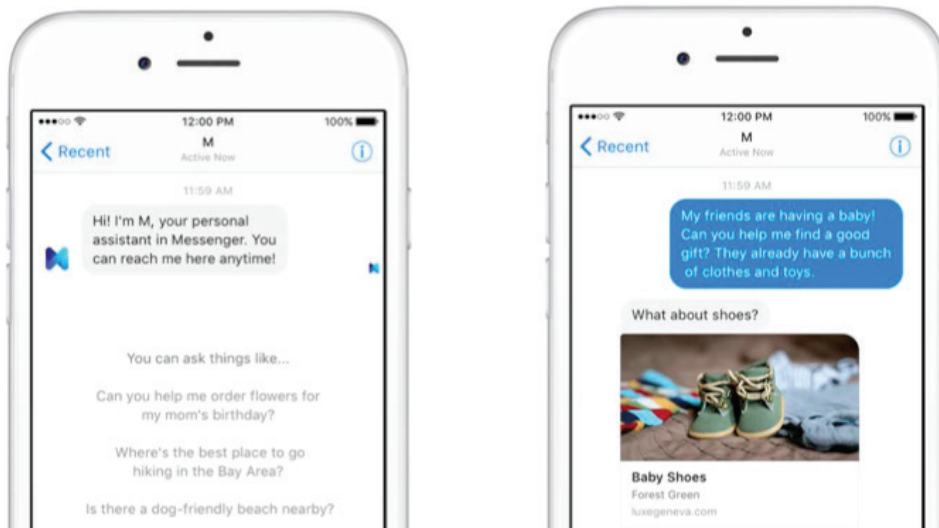 12:00 PM
100%
Recent
M
Active Now
11:59 AM
Hi! I'm M, your personal
assistant in Messenger. You
can reach me here anytime!
You can ask things like...
Can you help me order flowers for
my mom's birthday?
Where's the best place to go
hiking in the Bay Area?
Is there a dog-friendly beach nearby?
12:00 PM
100%
Recent
M
Active Now
11:59 AM
My friends are having a baby!
Can you help me find a good
gift? They already have a bunch
of clothes and toys.
What about shoes?
Baby Shoes
Forest Green
luxegeneva.com